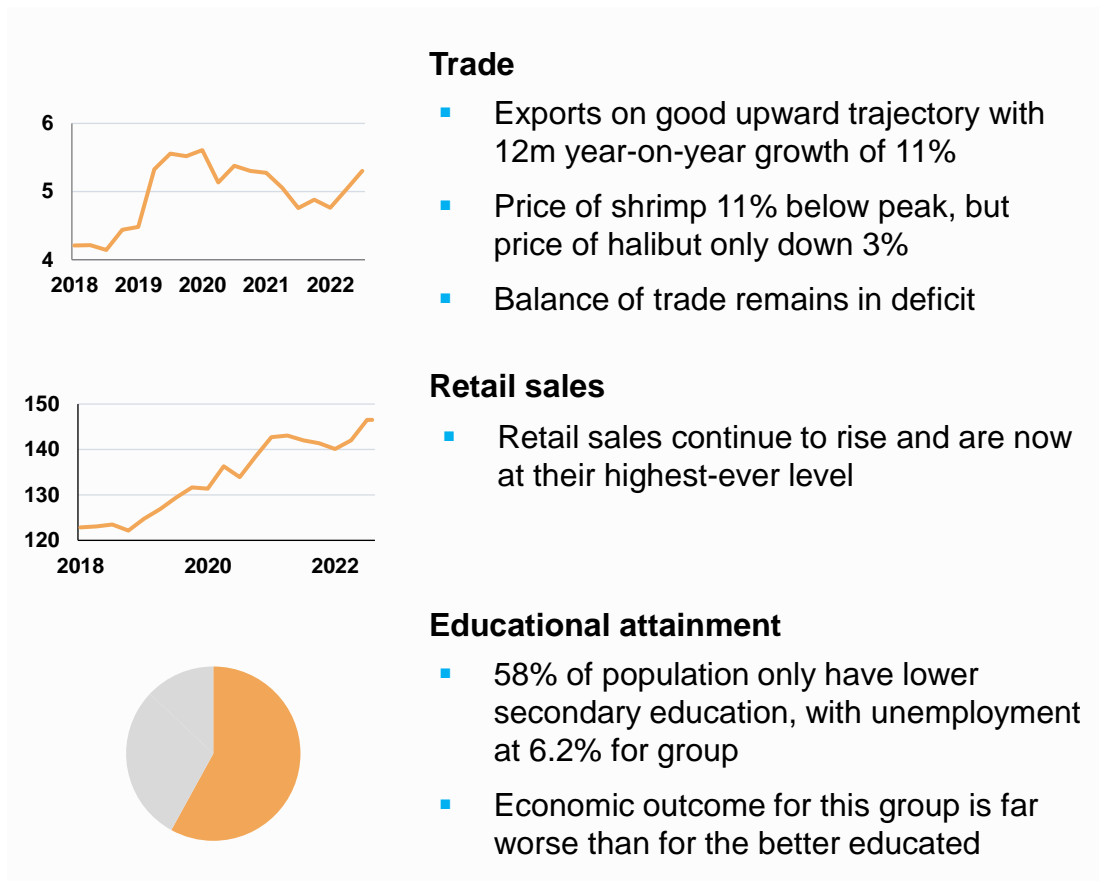 Trade
6
5
4
2018 2019 2020 2021 2022
▪ Exports on good upward trajectory with
12m year-on-year growth of 11%
▪ Price of shrimp 11% below peak, but
price of halibut only down 3%
▪ Balance of trade remains in deficit
Retail sales
150
140
130
120
2018 2020 2022
▪ Retail sales continue to rise and are now
at their highest-ever level
Educational attainment
▪ 58% of population only have lower
secondary education, with unemployment
at 6.2% for group
▪ Economic outcome for this group is far
worse than for the better educated